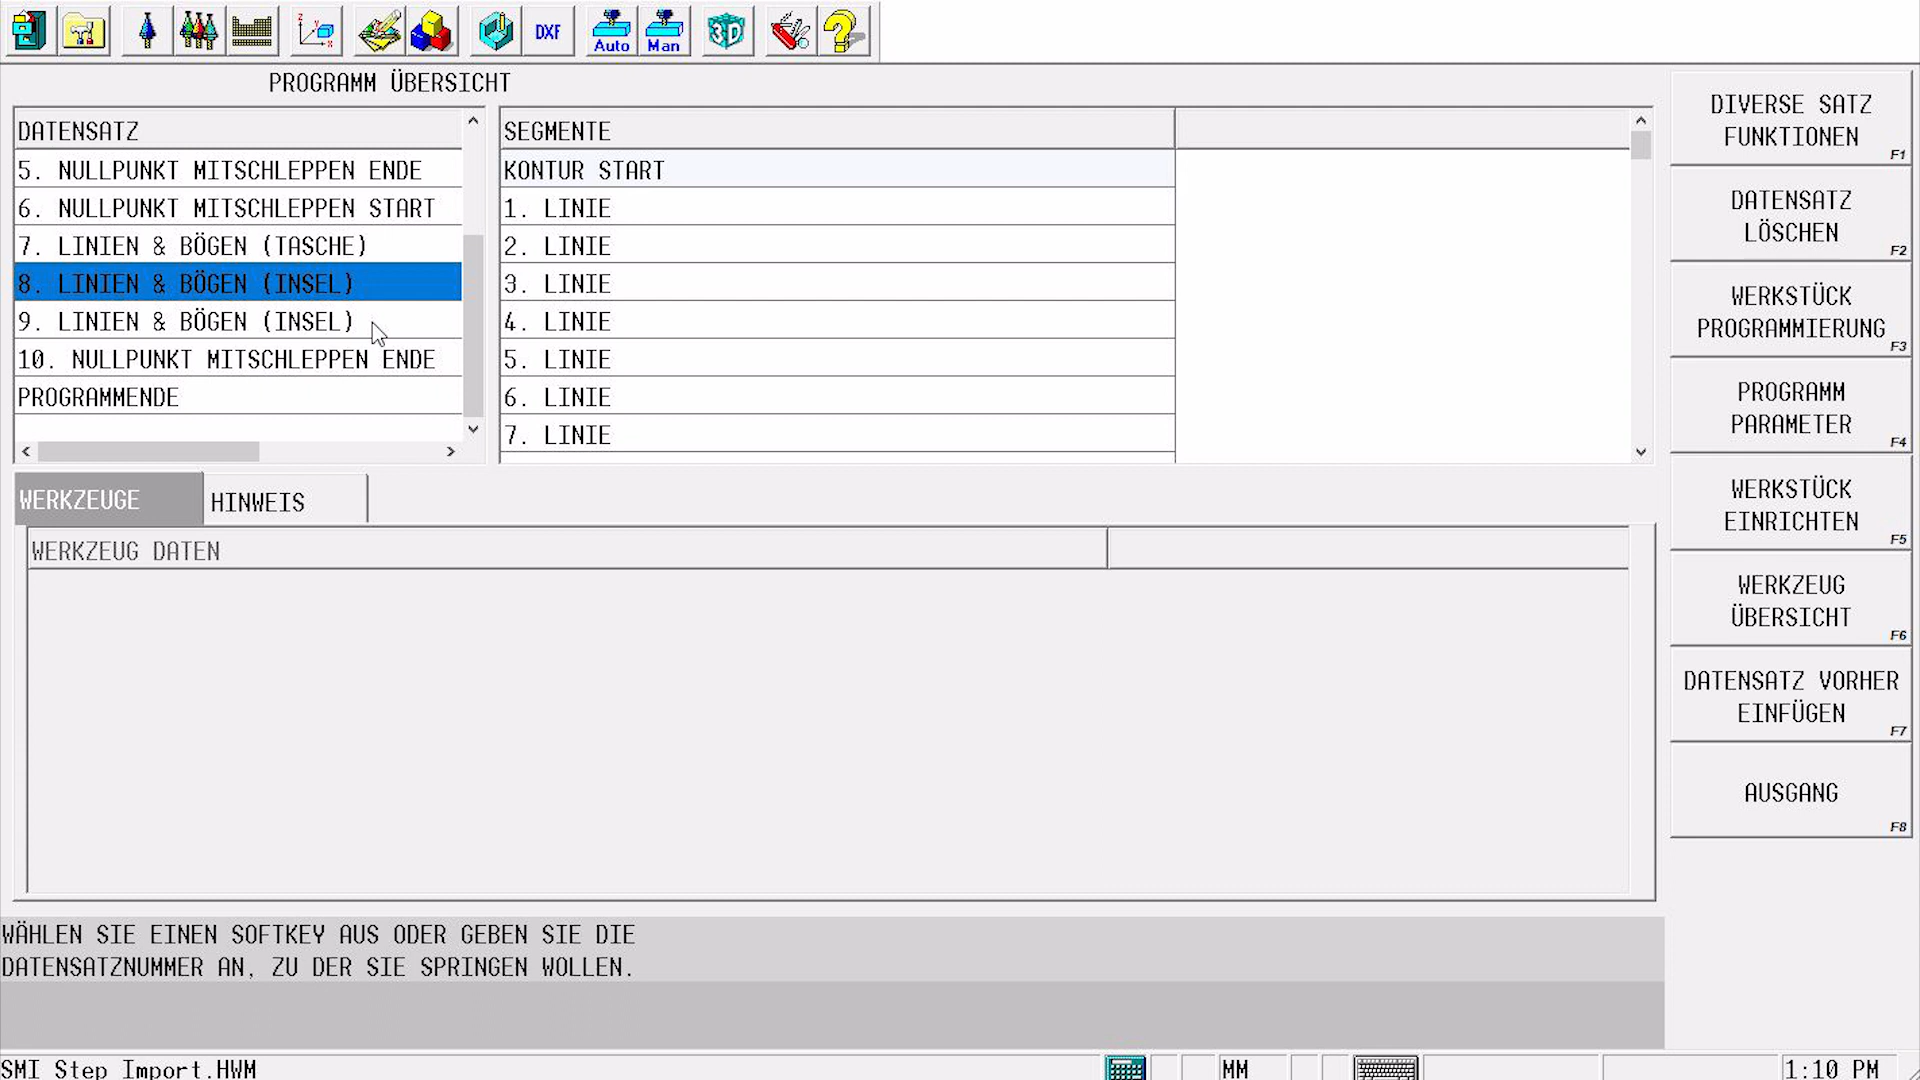 DXF
Auto
Man
3D
PROGRAMM ÜBERSICHT
DATENSATZ
5. NULLPUNKT MITSCHLEPPEN ENDE
6. NULLPUNKT MITSCHLEPPEN START
7. LINIEN & BÖGEN (TASCHE)
8. LINIEN & BÖGEN (INSEL)
9. LINIEN & BÖGEN (INSEL)
10. NULLPUNKT MITSCHLEPPEN ENDE
PROGRAMMENDE
SEGMENTE
KONTUR START
1. LINIE
2. LINIE
3. LINIE
4. LINIE
5. LINIE
6. LINIE
7. LINIE
WERKZEUGE
HINWEIS
WERKZEUG DATEN
DIVERSE SATZ
FUNKTIONEN
F1
DATENSATZ
LÖSCHEN
F2
WERKSTÜCK
PROGRAMMIERUNG
F3
PROGRAMM
PARAMETER
F4
WERKSTÜCK
EINRICHTEN
F5
WERKZEUG
ÜBERSICHT
F6
DATENSATZ VORHER
EINFÜGEN
F7
AUSGANG
F8
WÄHLEN SIE EINEN SOFTKEY AUS ODER GEBEN SIE DIE
DATENSATZNUMMER AN, ZU DER SIE SPRINGEN WOLLEN.
SMI Step Import.HWM
MM
1:10 PM